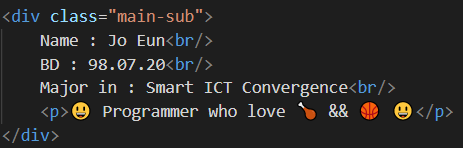 <div class="main-sub">
    Name : Jo Eun<br/>
    BD : 98.07.20<br/>
    Major in : Smart ICT Convergence<br/>
    <p>😃 Programmer who love 🍗 && 🏀 😃</p>
</div>